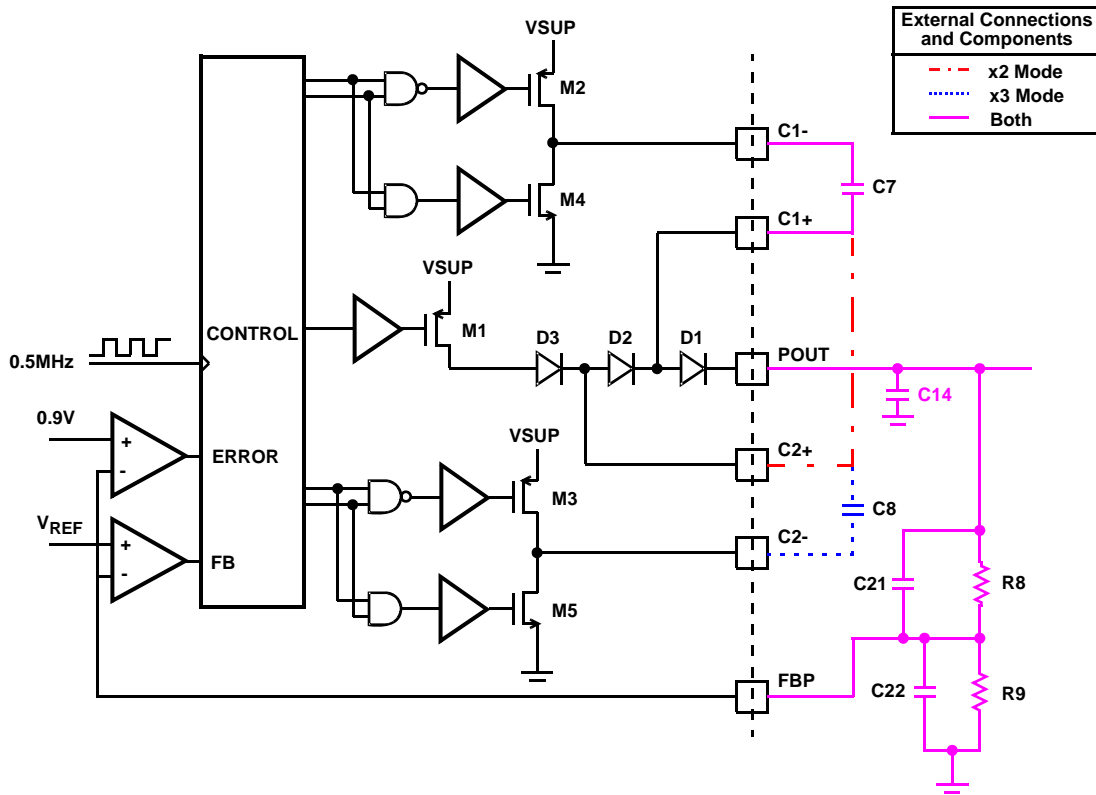 External Connections
and Components
x2 Mode
x3 Mode
Both
VSUP
M2
C1-
C7
M4
C1+
VSUP
M1
CONTROL
0.5MHz
D3
D2
D1
POUT
C14
0.9V
+
-
ERROR
VSUP
C2+
M3
C8
VREF
+
-
FB
C2-
M5
C21
R8
FBP
C22
R9